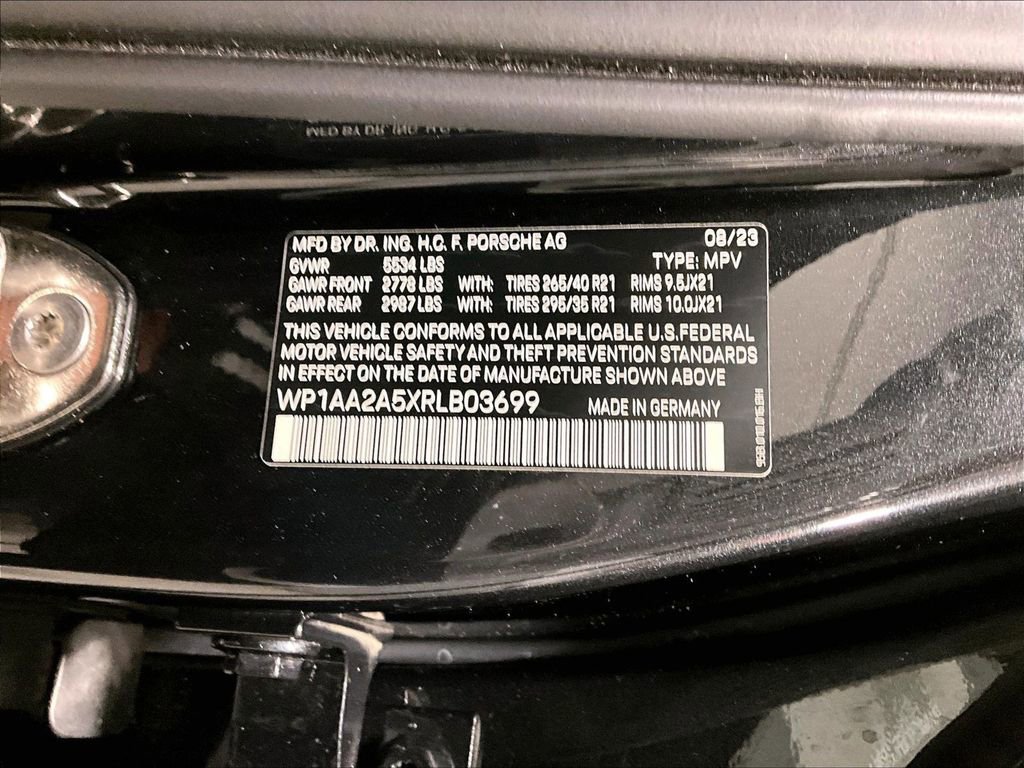 MFD BY DR. ING. H.C. F. PORSCHE AG 08/23
GVWR 5534 LBS TYPE: MPV
GAWR FRONT 2778 LBS WITH: TIRES 265/40 R21 RIMS 9.5JX21
GAWR REAR 2987 LBS WITH: TIRES 295/35 R21 RIMS 10.0JX21
THIS VEHICLE CONFORMS TO ALL APPLICABLE U.S. FEDERAL
MOTOR VEHICLE SAFETY AND THEFT PREVENTION STANDARDS
IN EFFECT ON THE DATE OF MANUFACTURE SHOWN ABOVE
WP1AA2A5XRLB03699 MADE IN GERMANY